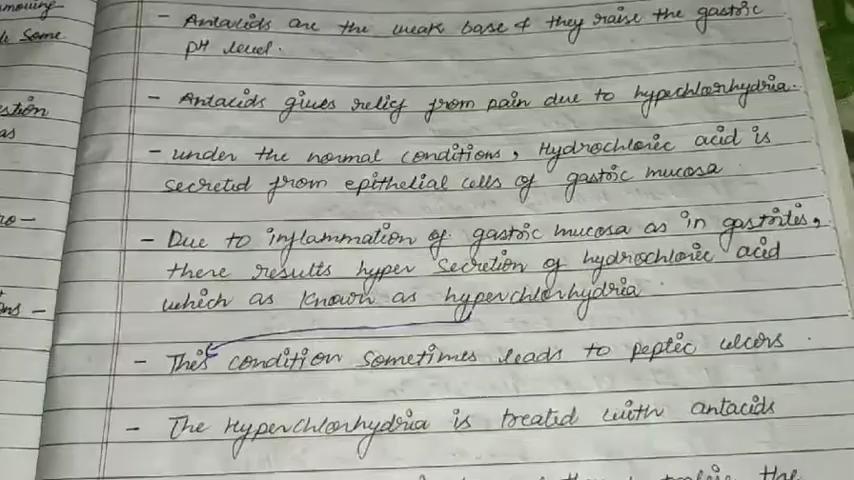 - Antacids are the weak base & they raise the gastric
pH level.
- Antacids gives relief from pain due to hyperchlorhydria.
- under the normal conditions, Hydrochloric acid is
secreted from epithelial cells of gastric mucosa
- Due to inflammation of gastric mucosa as in gastrites,
there results hyper secretion of hydrochloric acid
which as known as hyperchlorhydria
- This condition sometimes leads to peptic ulcers.
- The Hyperchlorhydria is treated with antacids
some
as
the